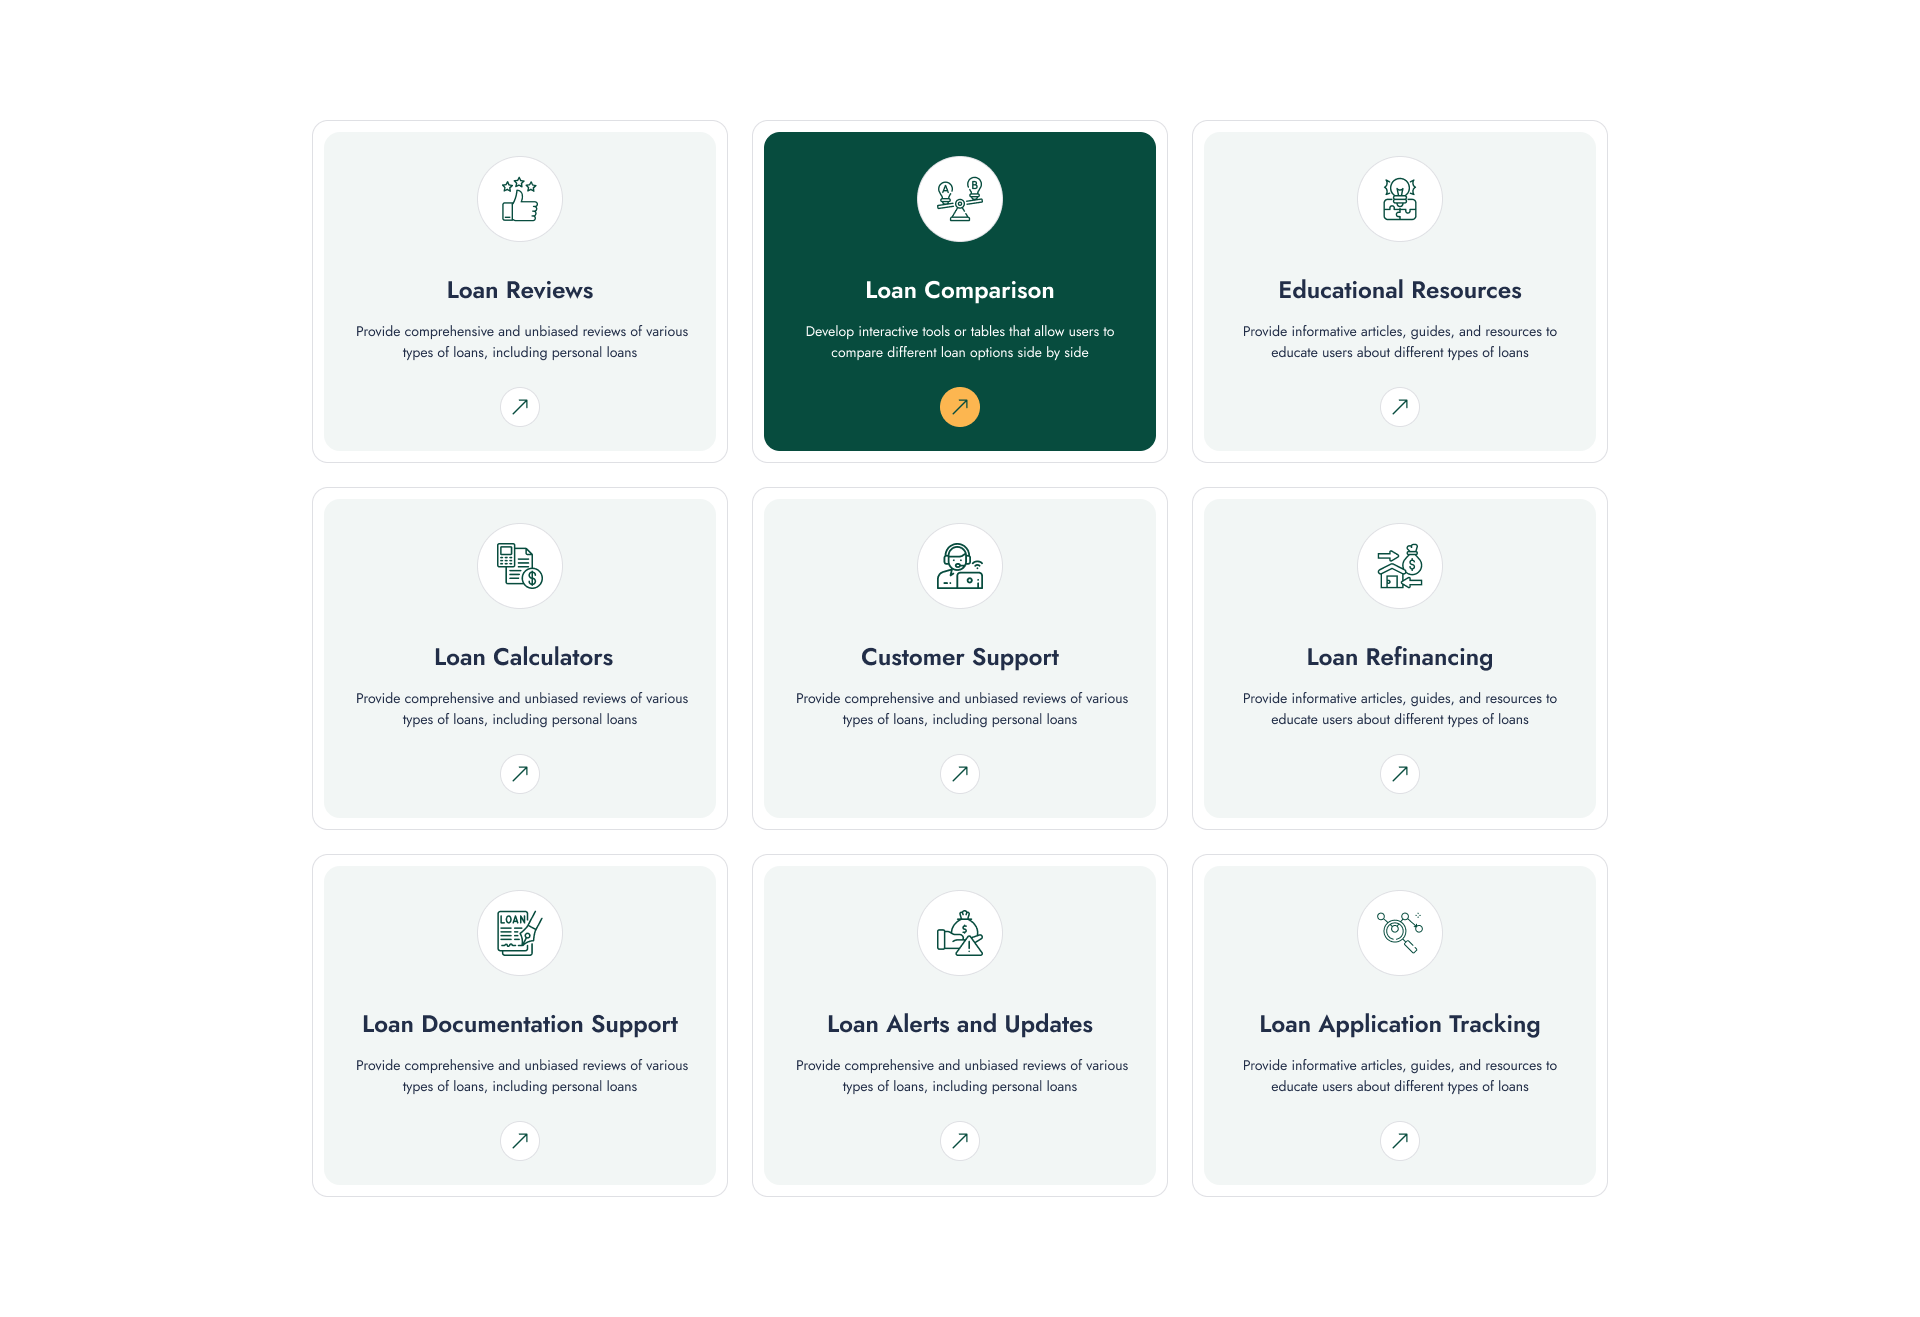 Loan Reviews
Provide comprehensive and unbiased reviews of various
types of loans, including personal loans
A
B
Loan Comparison
Develop interactive tools or tables that allow users to
compare different loan options side by side
Educational Resources
Provide informative articles, guides, and resources to
educate users about different types of loans
$
Loan Calculators
Provide comprehensive and unbiased reviews of various
types of loans, including personal loans
Customer Support
Provide comprehensive and unbiased reviews of various
types of loans, including personal loans
$
Loan Refinancing
Provide informative articles, guides, and resources to
educate users about different types of loans
LOAN
Loan Documentation Support
Provide comprehensive and unbiased reviews of various
types of loans, including personal loans
$
!
Loan Alerts and Updates
Provide comprehensive and unbiased reviews of various
types of loans, including personal loans
Loan Application Tracking
Provide informative articles, guides, and resources to
educate users about different types of loans